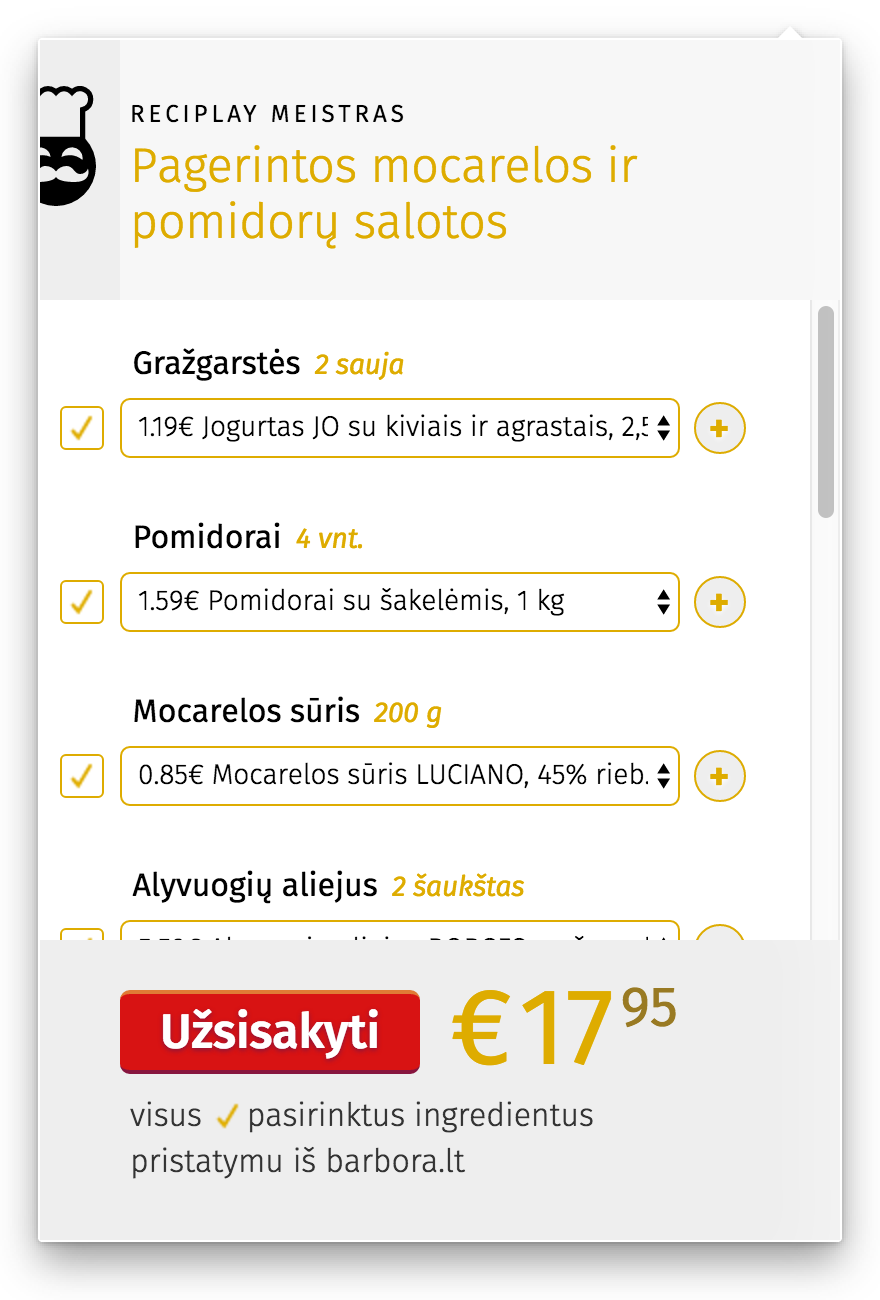 RECIPLAY MEISTRAS
Pagerintos mocarelos ir
pomidorų salotos
Gražgarstės 2 sauja
1.19€ Jogurtas JO su kiviais ir agrastais, 2,5
Pomidorai 4 vnt.
1.59€ Pomidorai su šakelėmis, 1 kg
Mocarelos sūris 200 g
0.85€ Mocarelos sūris LUCIANO, 45% rieb.
Alyvuogių aliejus 2 šaukštas
Užsisakyti €17 95
visus pasirinktus ingredientus
pristatymu iš barbora.lt